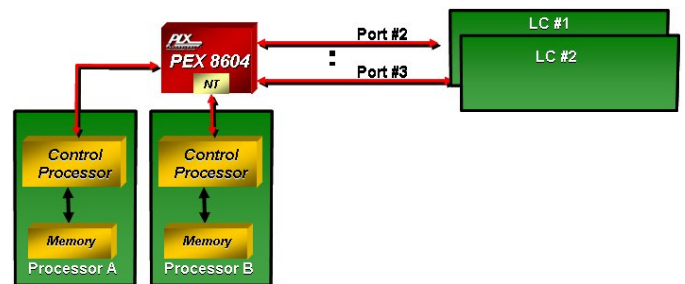 PLX
PEX 8604
NT
Port #2
:
Port #3
LC #1
LC #2
Control
Processor
Memory
Processor A
Control
Processor
Memory
Processor B